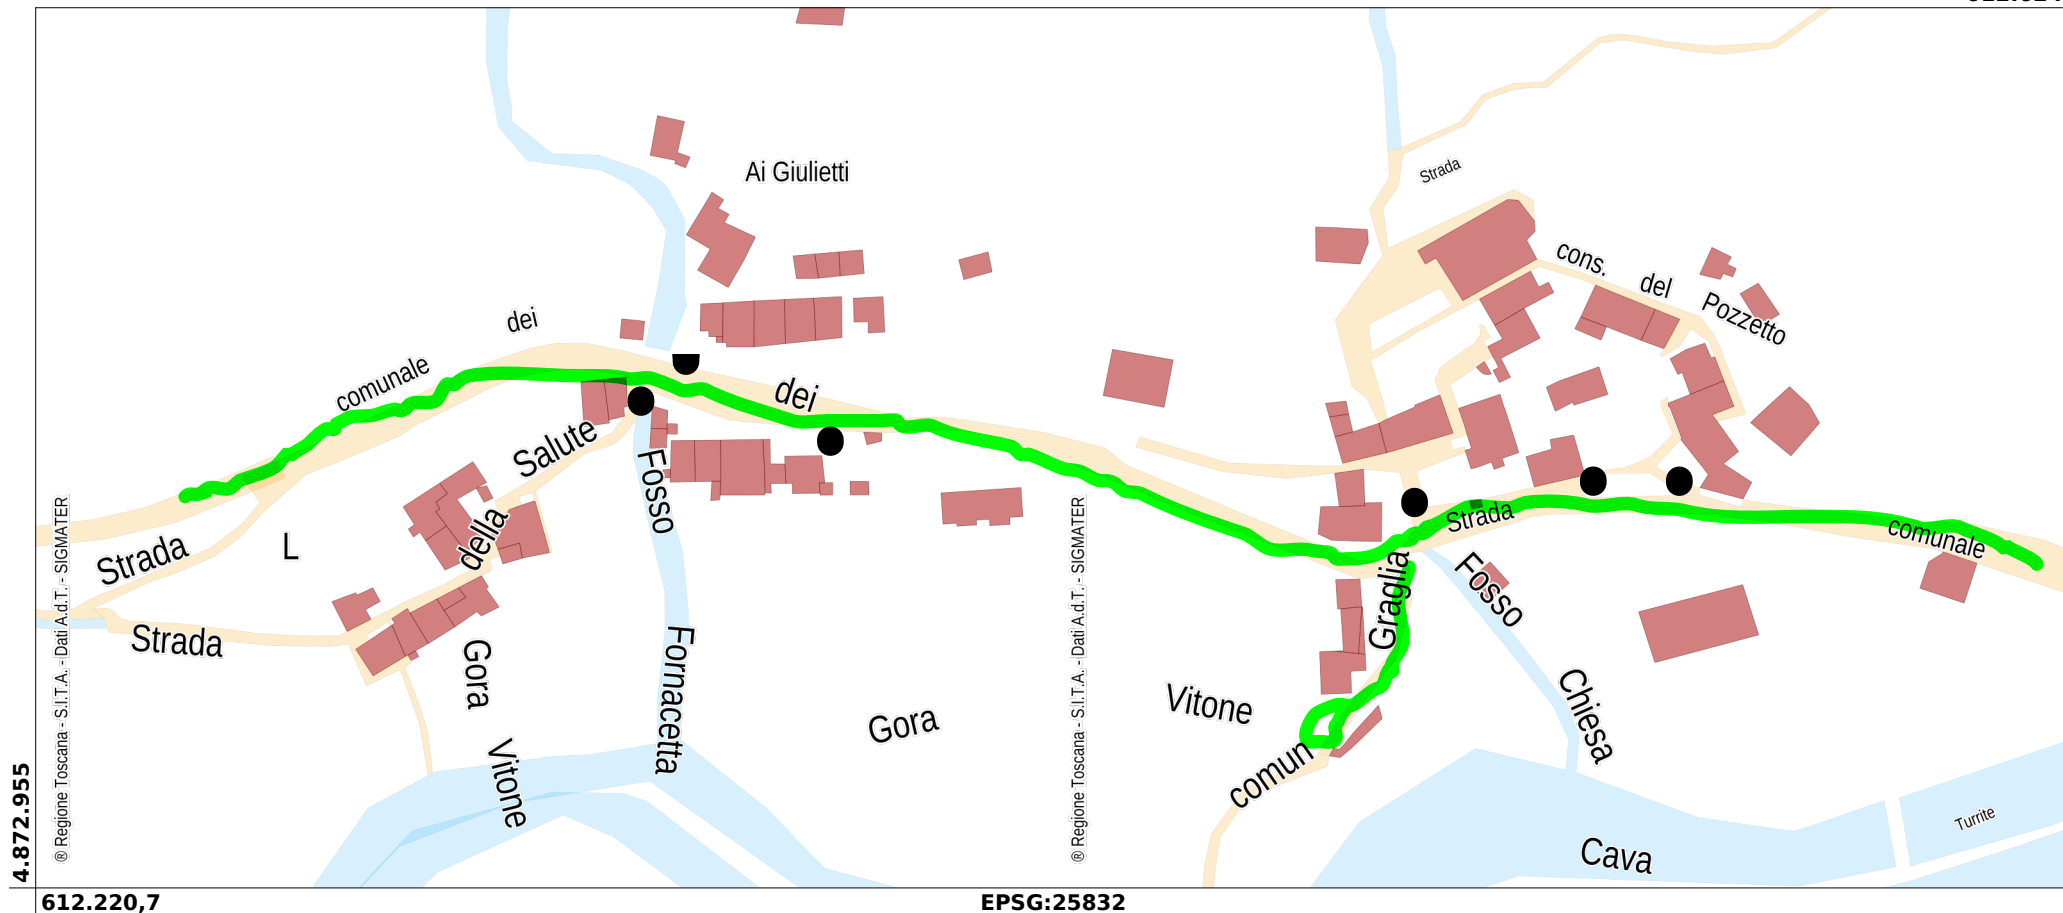 Ai Giulietti
Strada
cons.
del
Pozzetto
dei
comunale
dei
Salute
Fosso
della
Strada
L
Strada
Gora
Vitone
Fornacetta
Gora
Strada
comunale
Graglia
Fosso
Vitone
comun
Chiesa
Turrite
Cava
® Regione Toscana - S.I.T.A. - Dati A.d.T. - SIGMATER
® Regione Toscana - S.I.T.A. - Dati A.d.T. - SIGMATER
4.872.955
612.220,7
EPSG:25832